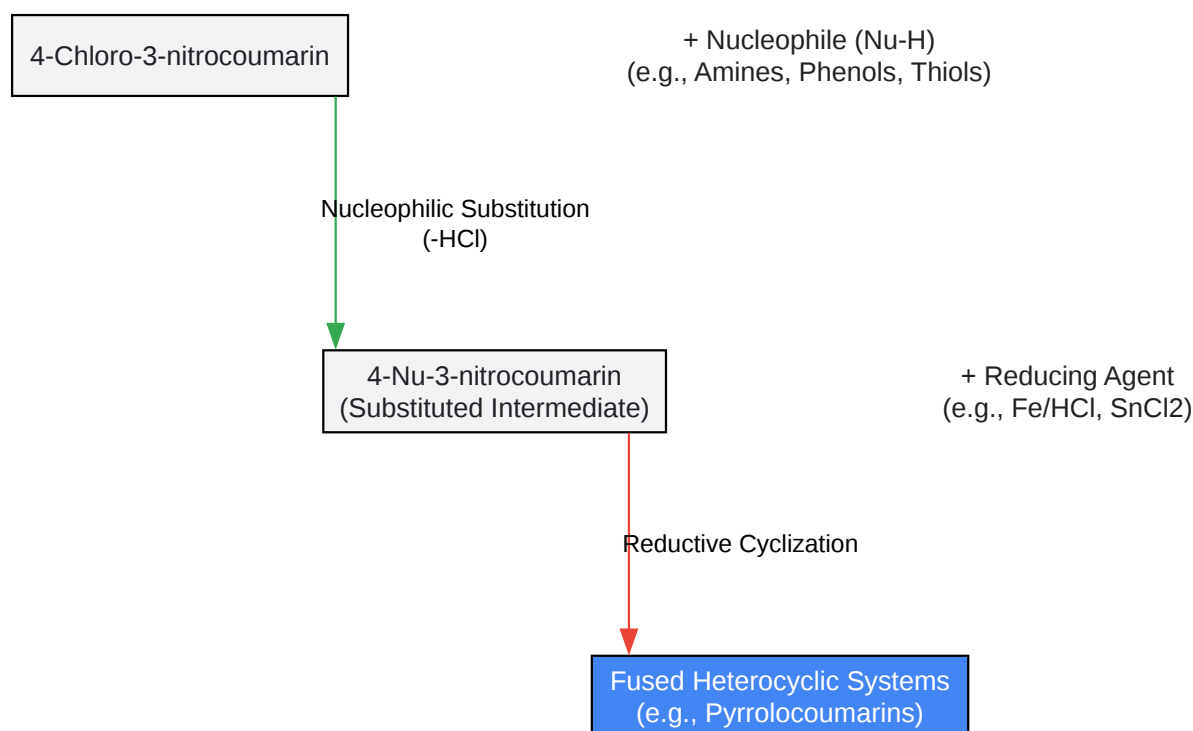 4-Chloro-3-nitrocoumarin
+ Nucleophile (Nu-H)
(e.g., Amines, Phenols, Thiols)
Nucleophilic Substitution
(-HCl)
4-Nu-3-nitrocoumarin
(Substituted Intermediate)
+ Reducing Agent
(e.g., Fe/HCl, SnCl2)
Reductive Cyclization
Fused Heterocyclic Systems
(e.g., Pyrrolocoumarins)